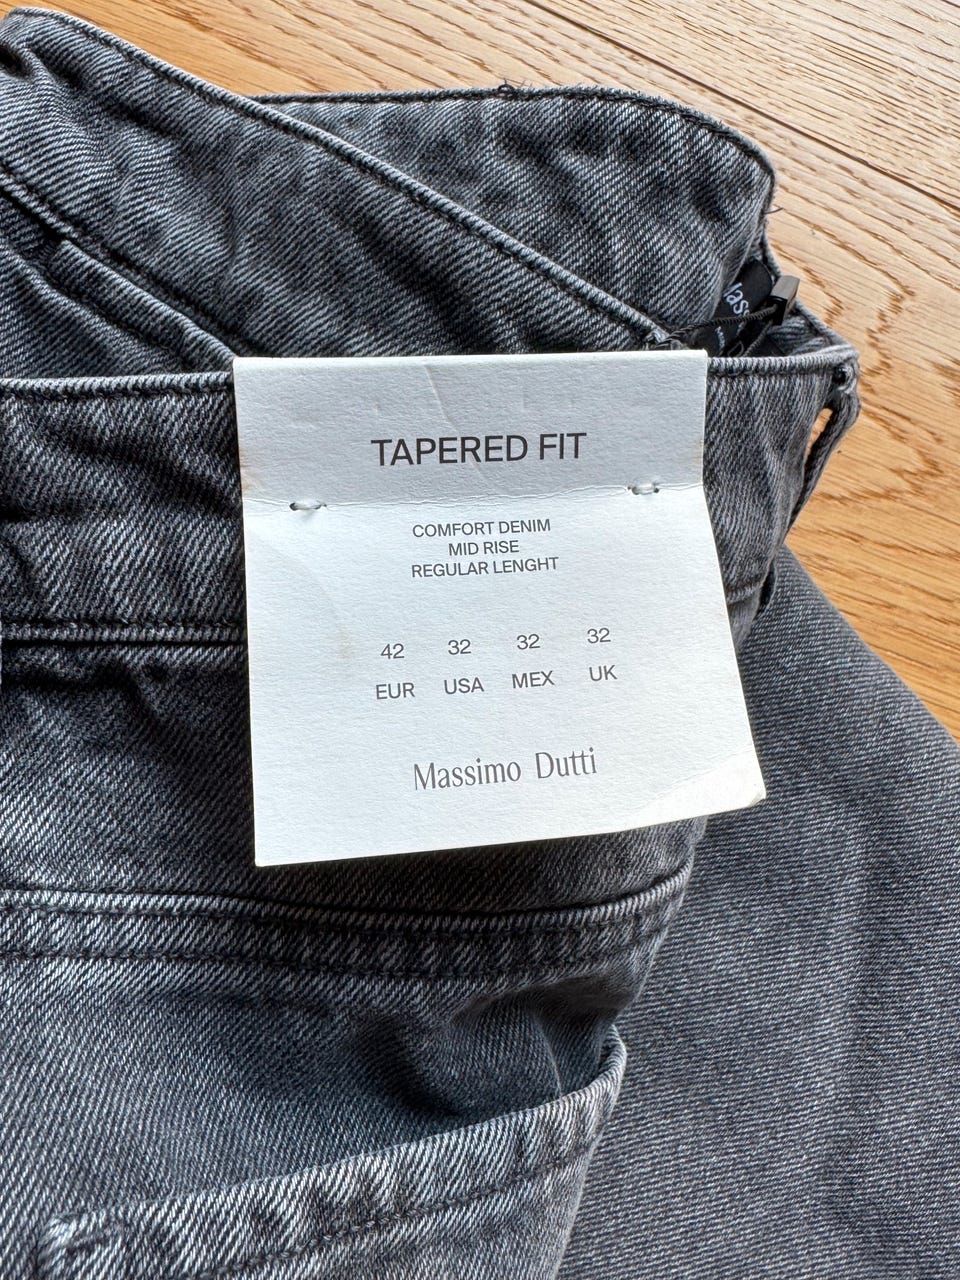 TAPERED FIT
COMFORT DENIM
MID RISE
REGULAR LENGHT
42 32 32 32
EUR USA MEX UK
Massimo Dutti